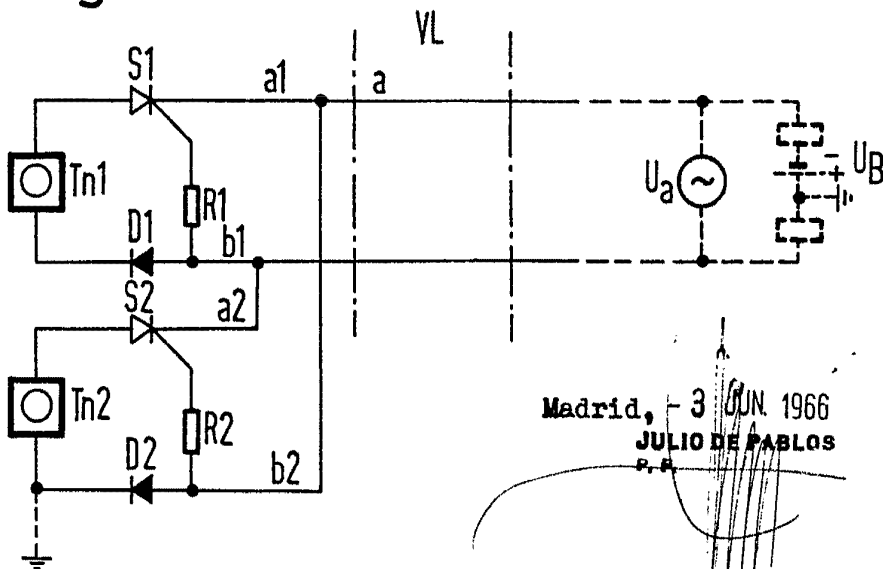 VL
S1
a1
a
Tn1
R1
Ua
UB
D1
b1
S2
a2
Tn2
R2
D2
b2
Madrid, - 3 JUN. 1966
JULIO DE PABLOS
P. P.